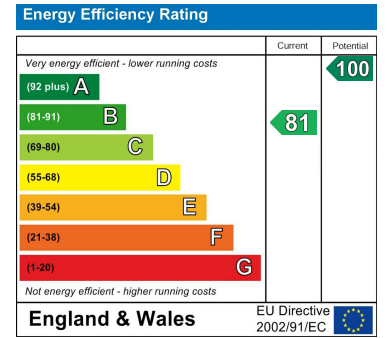 Energy Efficiency Rating
Current Potential
Very energy efficient - lower running costs
(92 plus) A
100
(81-91) B
81
(69-80) C
(55-68) D
(39-54) E
(21-38) F
(1-20) G
Not energy efficient - higher running costs
England & Wales
EU Directive
2002/91/EC